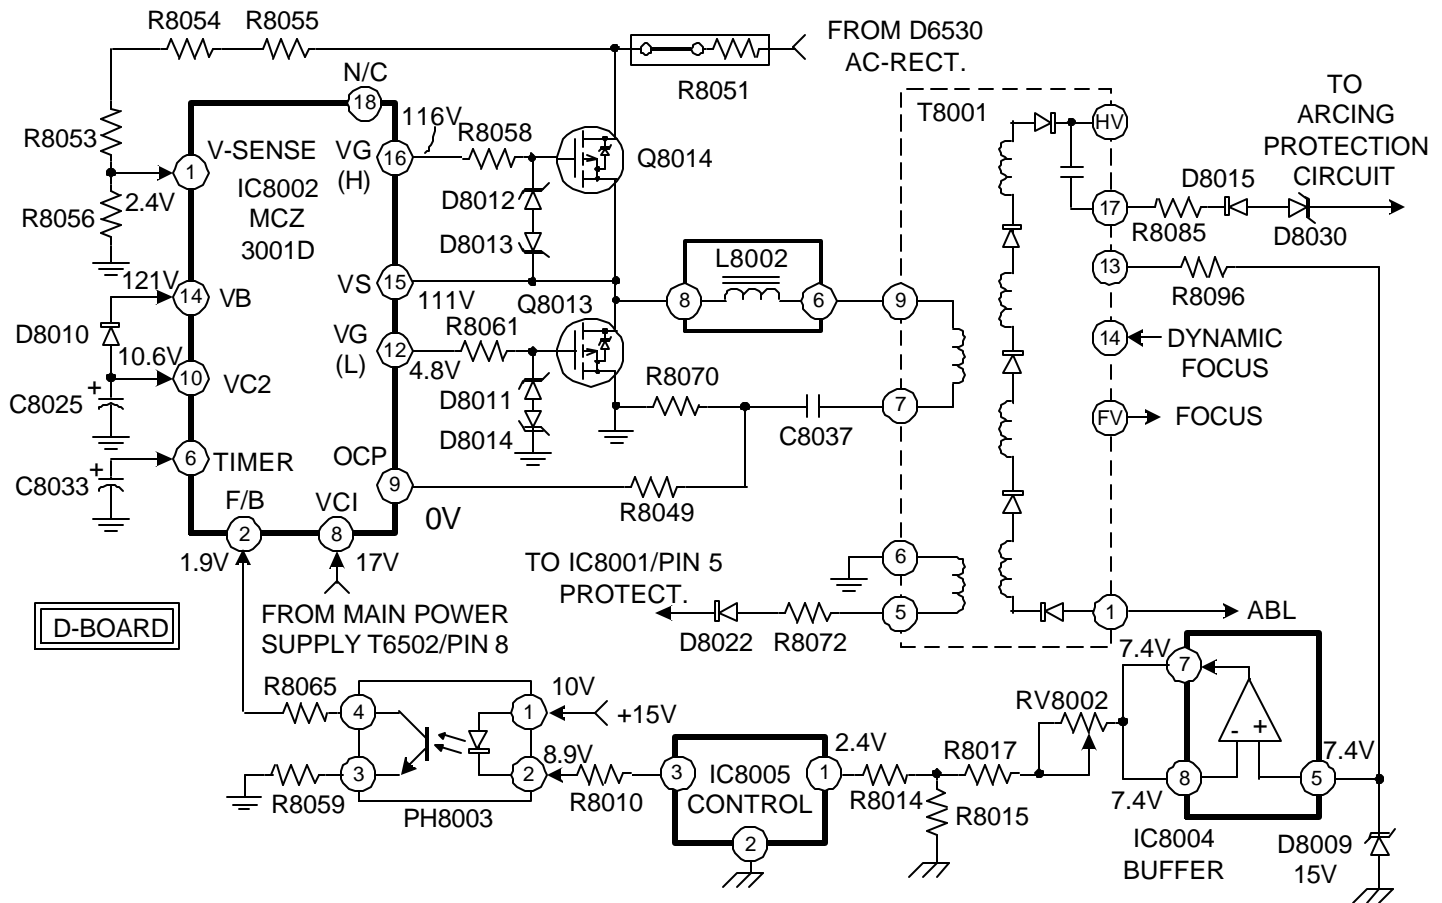 R8054
R8055
FROM D6530
AC-RECT.
R8051
N/C
18
T8001
HV
TO
ARCING
PROTECTION
CIRCUIT
R8053
1
V-SENSE
IC8002
MCZ
3001D
VG
(H)
16
116V
R8058
Q8014
D8012
D8013
R8056
2.4V
17
D8015
R8085
D8030
13
R8096
VS
15
111V
L8002
8
6
9
121V
14
VB
D8010
10.6V
10
VC2
C8025
+
VG
(L)
12
4.8V
R8061
Q8013
D8011
D8014
R8070
C8037
7
14
DYNAMIC
FOCUS
FV
FOCUS
+
6
TIMER
C8033
OCP
9
0V
R8049
F/B
2
1.9V
VCI
8
17V
FROM MAIN POWER
SUPPLY T6502/PIN 8
TO IC8001/PIN 5
PROTECT.
6
5
D8022
R8072
1
ABL
D-BOARD
R8065
4
3
R8059
1
10V
+15V
2
8.9V
R8010
PH8003
3
IC8005
CONTROL
1
2
2.4V
R8014
R8015
R8017
RV8002
7.4V
7
8
7.4V
- +
5
7.4V
IC8004
BUFFER
D8009
15V